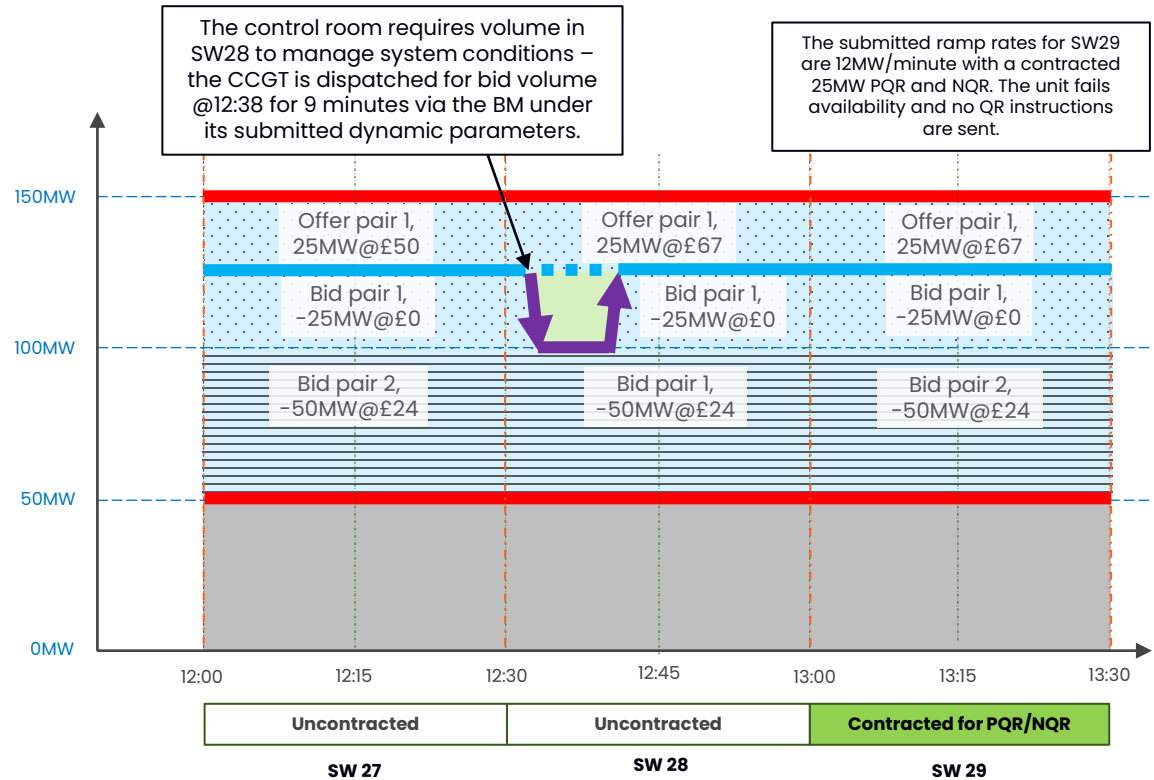 The control room requires volume in
SW28 to manage system conditions –
the CCGT is dispatched for bid volume
@12:38 for 9 minutes via the BM under
its submitted dynamic parameters.
The submitted ramp rates for SW29
are 12MW/minute with a contracted
25MW PQR and NQR. The unit fails
availability and no QR instructions
are sent.
150MW
Offer pair 1,
25MW@£50
Offer pair 1,
25MW@£67
Offer pair 1,
25MW@£67
Bid pair 1,
-25MW@£0
Bid pair 1,
-25MW@£0
Bid pair 1,
-25MW@£0
100MW
Bid pair 2,
-50MW@£24
Bid pair 1,
-50MW@£24
Bid pair 2,
-50MW@£24
50MW
0MW
12:00
12:15
12:30
12:45
13:00
13:15
13:30
Uncontracted
Uncontracted
Contracted for PQR/NQR
SW 27
SW 28
SW 29